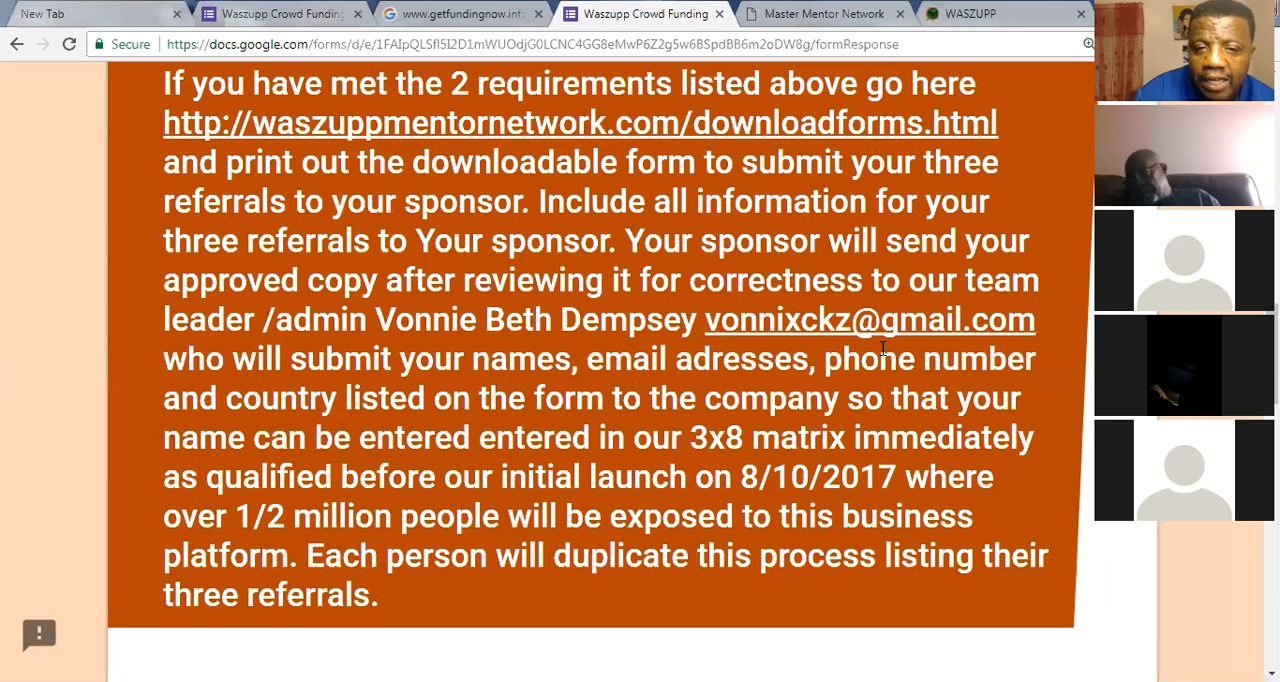 New Tab
Waszupp Crowd Funding
www.getfundingnow.inf
Waszupp Crowd Funding
Master Mentor Network
WASZUPP
Secure
https://docs.google.com/forms/d/e/1FAIpQLSfl5I2D1mWUOdjG0LCNC4GG8eMwP6Z2g5w6BSpdBB6m2oDW8g/formResponse
If you have met the 2 requirements listed above go here
http://waszuppmentornetwork.com/downloadforms.html
and print out the downloadable form to submit your three
referrals to your sponsor. Include all information for your
three referrals to Your sponsor. Your sponsor will send your
approved copy after reviewing it for correctness to our team
leader /admin Vonnie Beth Dempsey vonnixckz@gmail.com
who will submit your names, email adresses, phone number
and country listed on the form to the company so that your
name can be entered entered in our 3x8 matrix immediately
as qualified before our initial launch on 8/10/2017 where
over 1/2 million people will be exposed to this business
platform. Each person will duplicate this process listing their
three referrals.